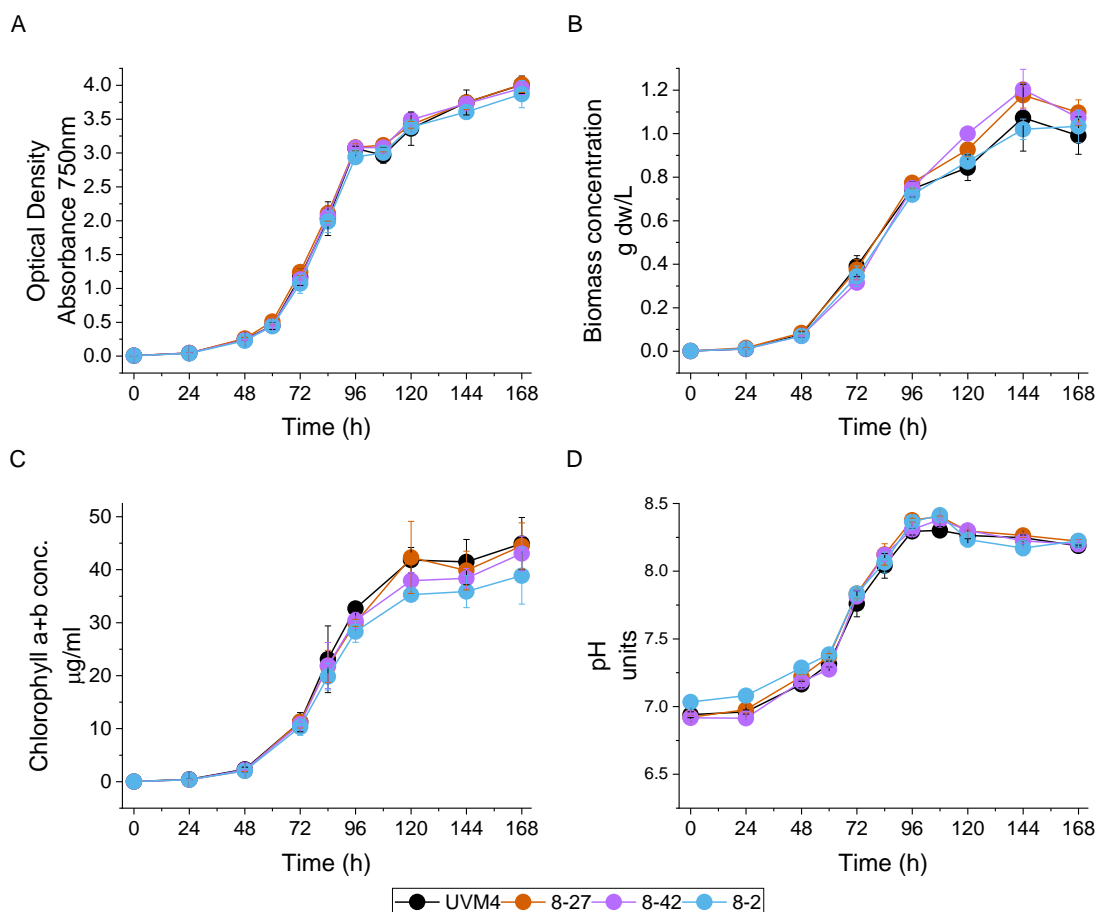 A
Optical Density
Absorbance 750nm
4.0
3.5
3.0
2.5
2.0
1.5
1.0
0.5
0.0
0 24 48 72 96 120 144 168
Time (h)
B
Biomass concentration
g dw/L
1.2
1.0
0.8
0.6
0.4
0.2
0.0
0 24 48 72 96 120 144 168
Time (h)
C
Chlorophyll a+b conc.
µg/ml
50
40
30
20
10
0
0 24 48 72 96 120 144 168
Time (h)
D
pH
units
8.5
8.0
7.5
7.0
6.5
0 24 48 72 96 120 144 168
Time (h)
UVM4 8-27 8-42 8-2